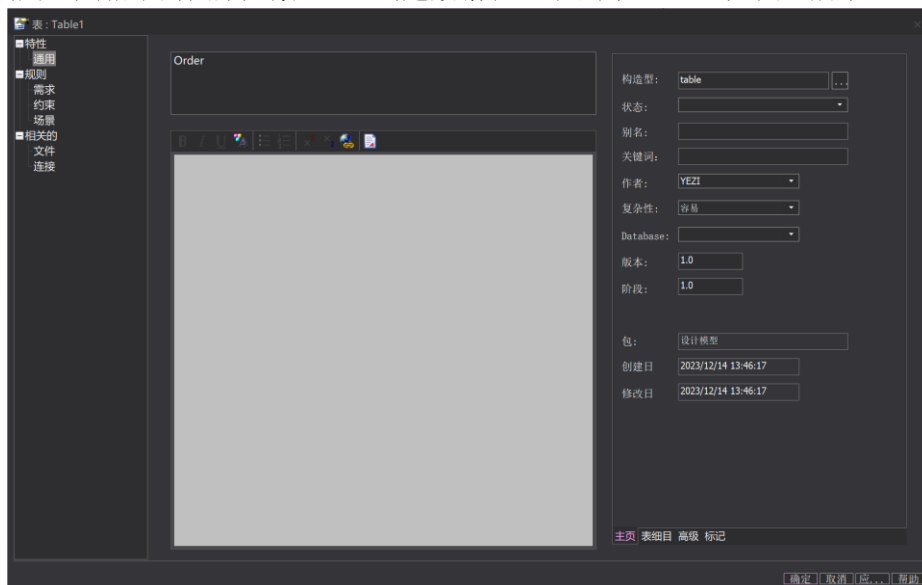 表 : Table1
特性
通用
规则
需求
约束
场景
相关的
文件
连接
Order
B I U
构造型: table ...
状态:
别名:
关键词:
作者: YEZI
复杂性: 容易
Database:
版本: 1.0
阶段: 1.0
包: 设计模型
创建日 2023/12/14 13:46:17
修改日 2023/12/14 13:46:17
主页 表细目 高级 标记
确定 取消 应... 帮助